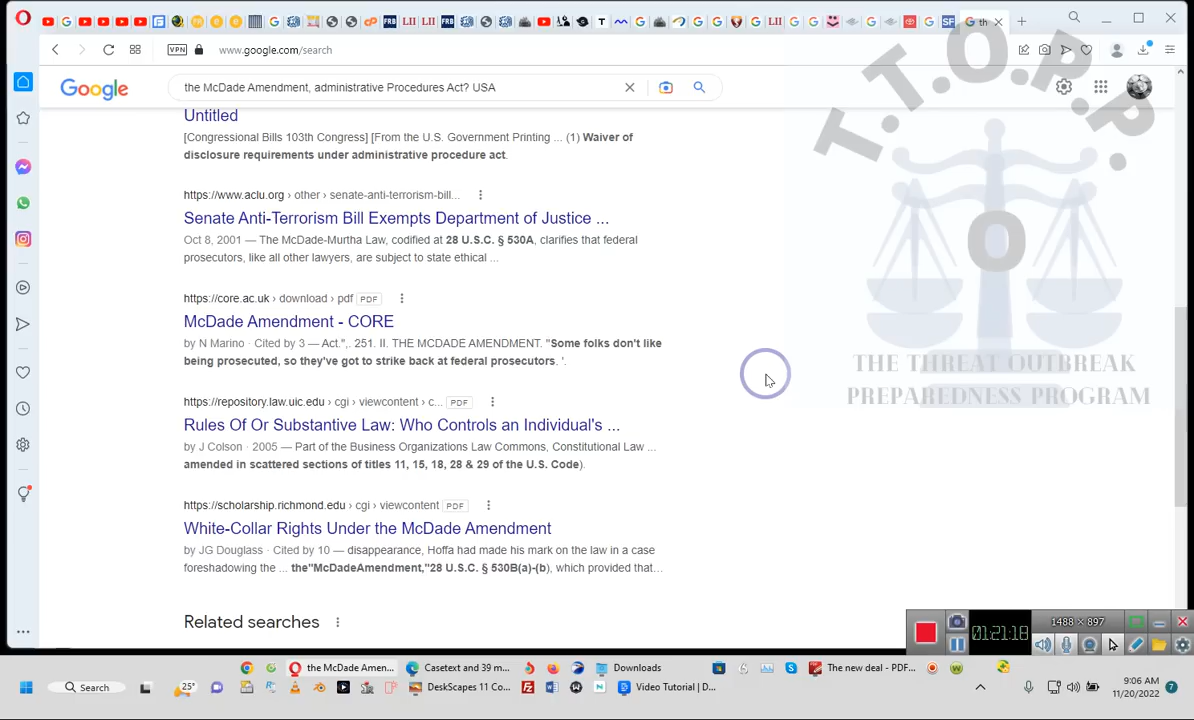 VPN
www.google.com/search
th
Google
the McDade Amendment, administrative Procedures Act? USA
Untitled
[Congressional Bills 103th Congress] [From the U.S. Government Printing ... (1) Waiver of
disclosure requirements under administrative procedure act.
https://www.aclu.org › other › senate-anti-terrorism-bill...
Senate Anti-Terrorism Bill Exempts Department of Justice ...
Oct 8, 2001 — The McDade-Murtha Law, codified at 28 U.S.C. § 530A, clarifies that federal
prosecutors, like all other lawyers, are subject to state ethical ...
https://core.ac.uk › download › pdf PDF
McDade Amendment - CORE
by N Marino · Cited by 3 — Act.",. 251. II. THE MCDADE AMENDMENT. "Some folks don't like
being prosecuted, so they've got to strike back at federal prosecutors. '.
https://repository.law.uic.edu › cgi › viewcontent › c... PDF
Rules Of Or Substantive Law: Who Controls an Individual's ...
by J Colson · 2005 — Part of the Business Organizations Law Commons, Constitutional Law ...
amended in scattered sections of titles 11, 15, 18, 28 & 29 of the U.S. Code).
https://scholarship.richmond.edu › cgi › viewcontent PDF
White-Collar Rights Under the McDade Amendment
by JG Douglass · Cited by 10 — disappearance, Hoffa had made his mark on the law in a case
foreshadowing the ... the"McDadeAmendment,"28 U.S.C. § 530B(a)-(b), which provided that...
Related searches
T.T.O.P.P.
O
THE THREAT OUTBREAK
PREPAREDNESS PROGRAM
01:21:18
1488 × 897
the McDade Amen...
Casetext and 39 m...
Downloads
The new deal - PDF...
Search
25°
DeskScapes 11 Co...
Video Tutorial | D...
9:06 AM
11/20/2022
7